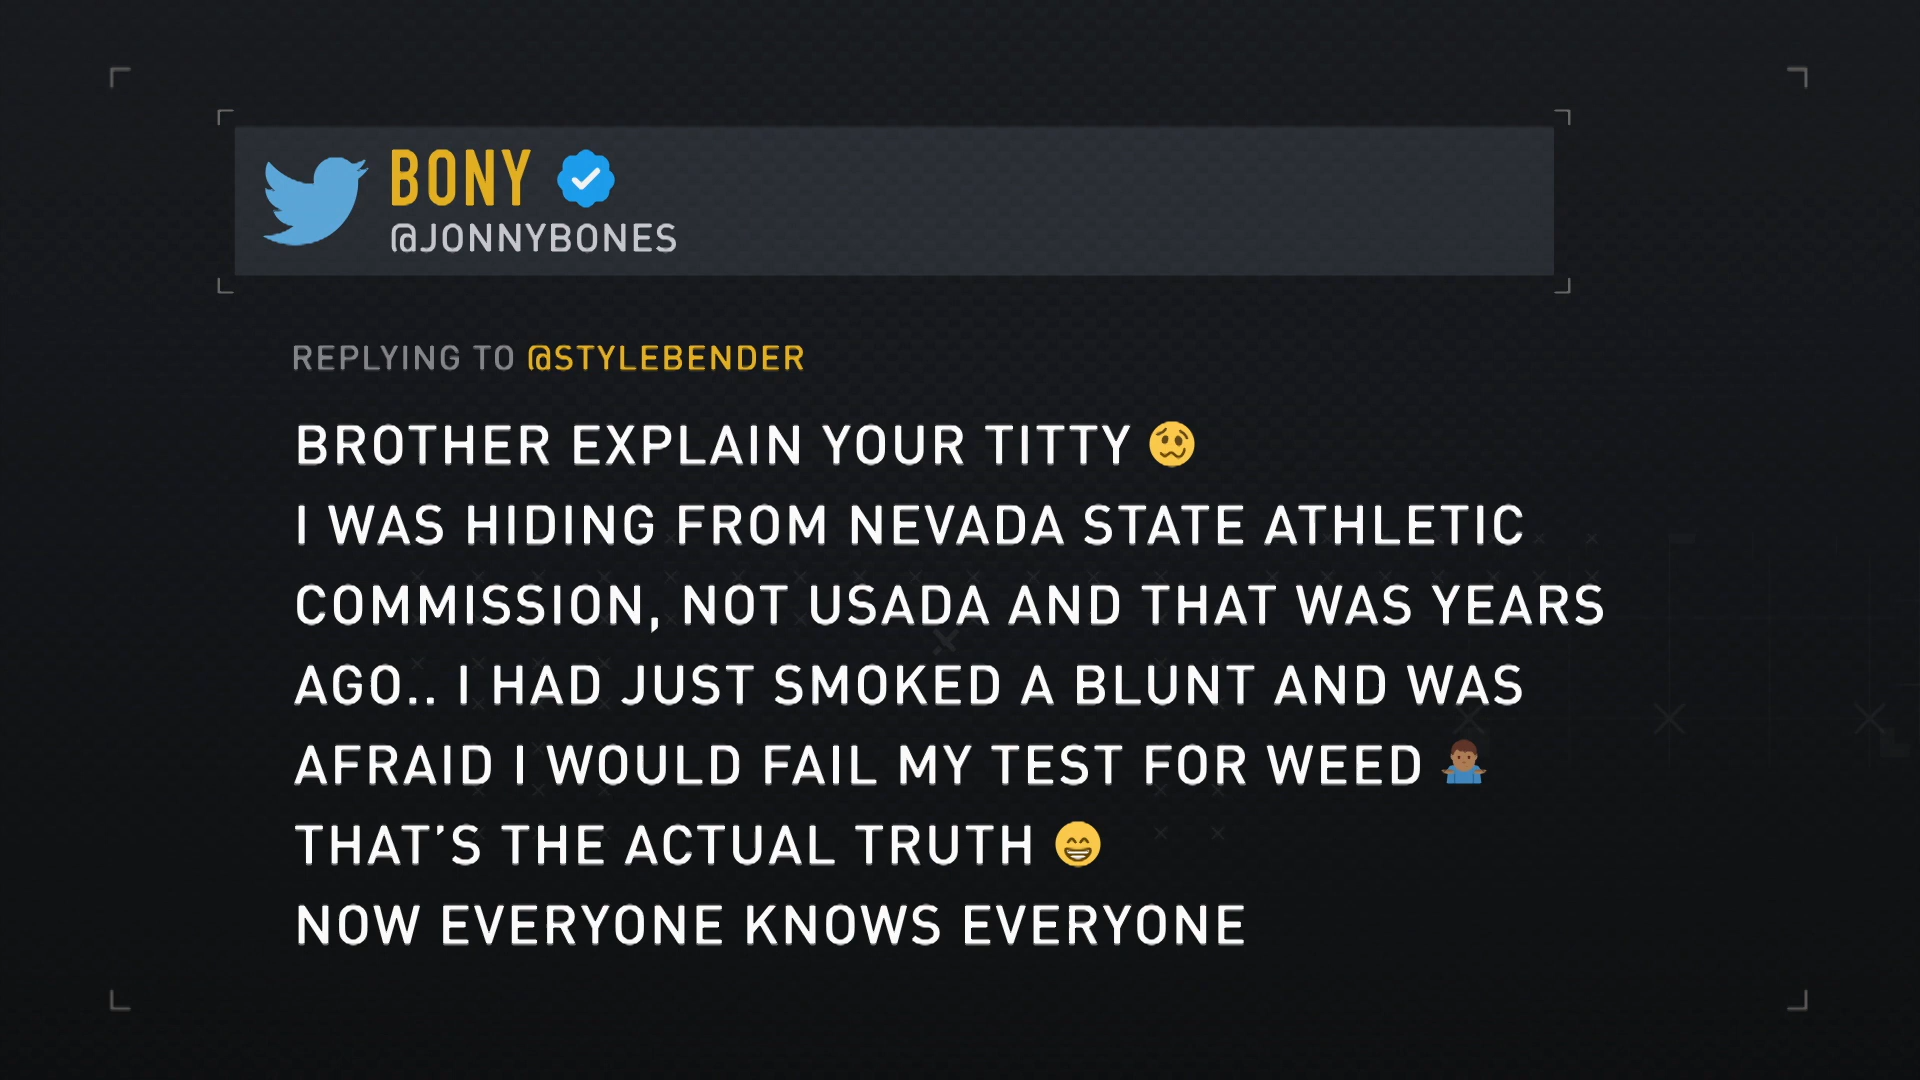 BONY
@JONNYBONES
REPLYING TO @STYLEBENDER
BROTHER EXPLAIN YOUR TITTY 🥴
I WAS HIDING FROM NEVADA STATE ATHLETIC
COMMISSION, NOT USADA AND THAT WAS YEARS
AGO.. I HAD JUST SMOKED A BLUNT AND WAS
AFRAID I WOULD FAIL MY TEST FOR WEED 🤷🏾‍♂️
THAT’S THE ACTUAL TRUTH 😁
NOW EVERYONE KNOWS EVERYONE